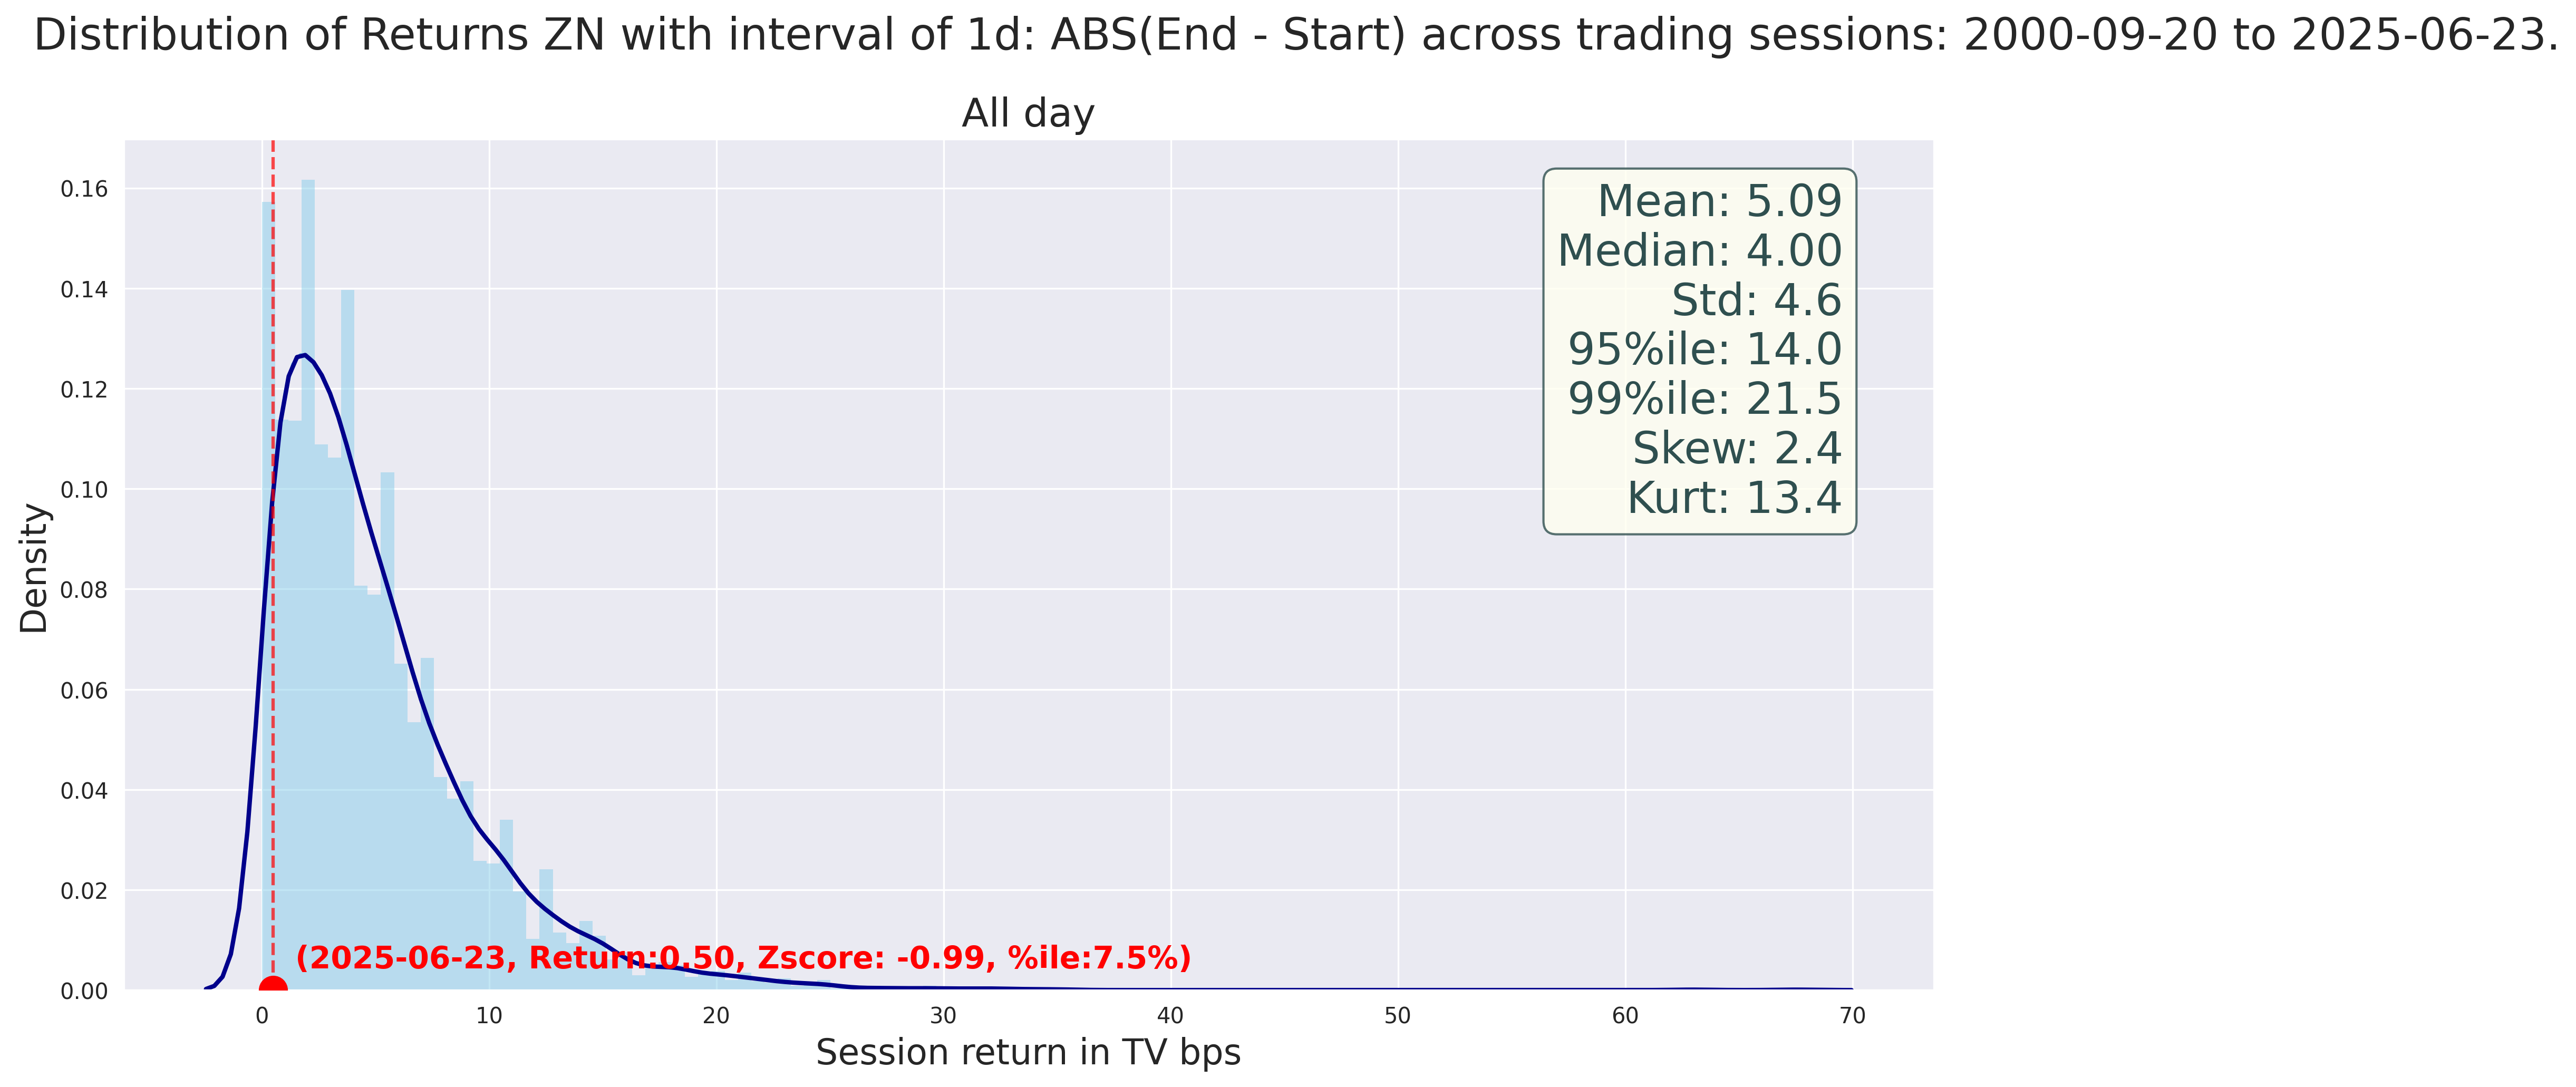 Distribution of Returns ZN with interval of 1d: ABS(End - Start) across trading sessions: 2000-09-20 to 2025-06-23.
All day
Mean: 5.09
Median: 4.00
Std: 4.6
95%ile: 14.0
99%ile: 21.5
Skew: 2.4
Kurt: 13.4
Density
0.16
0.14
0.12
0.10
0.08
0.06
0.04
0.02
0.00
(2025-06-23, Return:0.50, Zscore: -0.99, %ile:7.5%)
0 10 20 30 40 50 60 70
Session return in TV bps